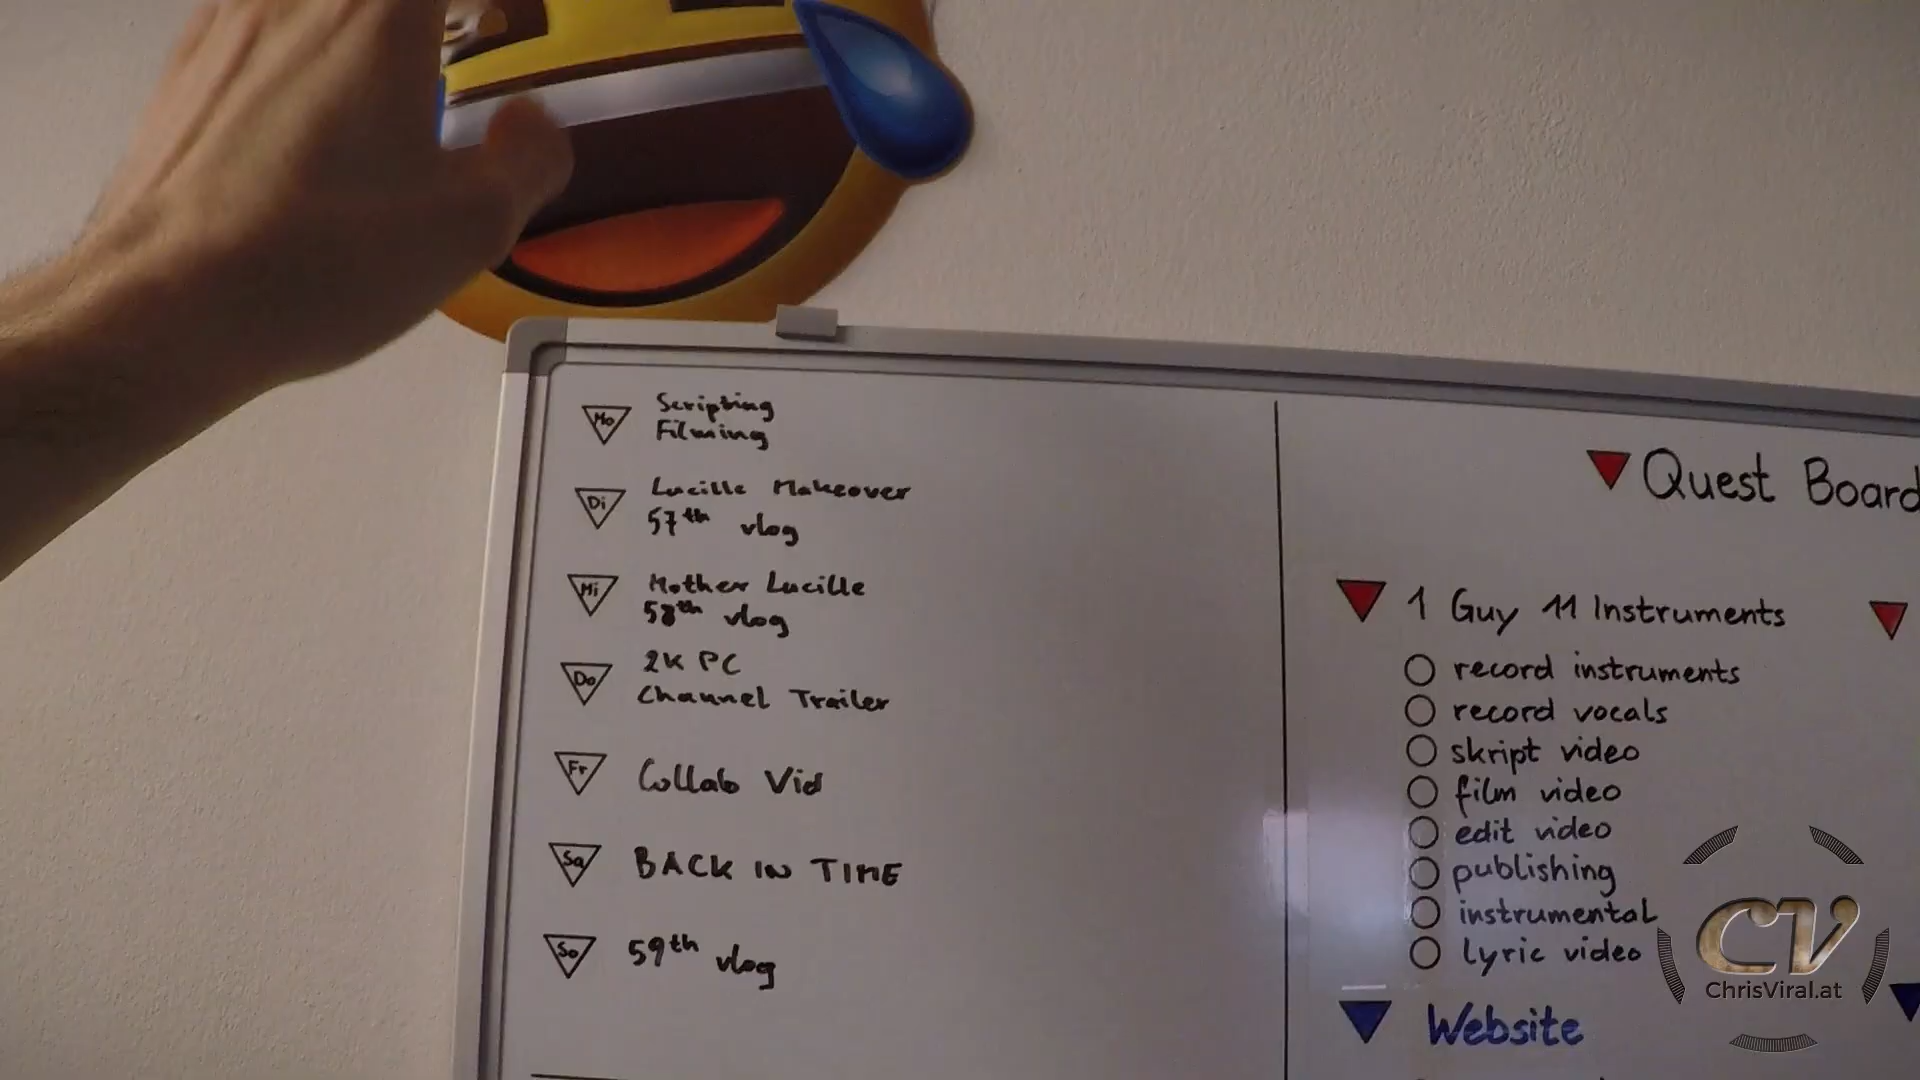 Mo
Scripting
Filming
Di
Lucille Makeover
57th vlog
Mi
Mother Lucille
58th vlog
Do
2K PC
Channel Trailer
Fr
Collab Vid
Sa
BACK IN TIME
So
59th vlog
Quest Board
1 Guy 11 Instruments
record instruments
record vocals
skript video
film video
edit video
publishing
instrumental
lyric video
Website
CV
ChrisViral.at